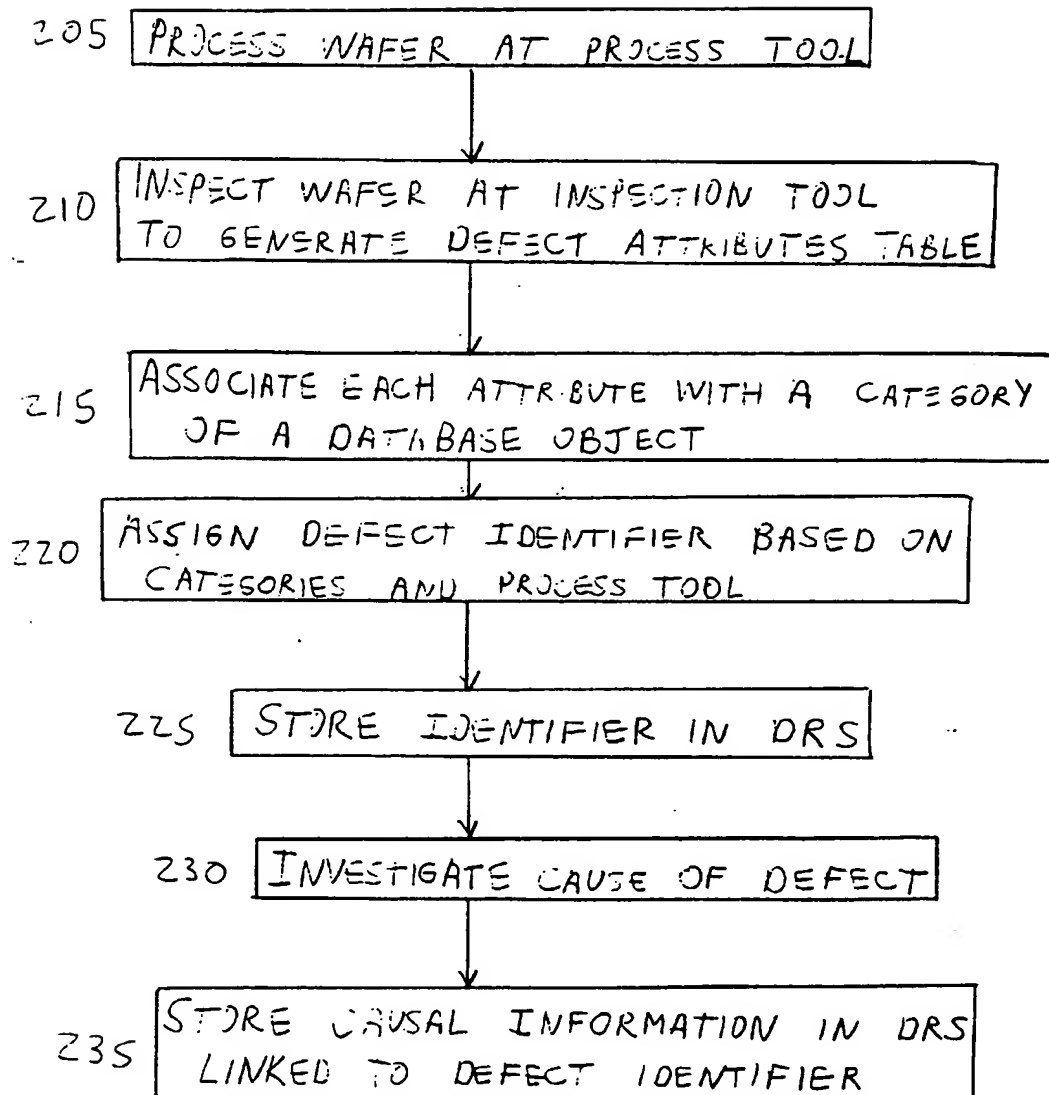 205 PROCESS WAFER AT PROCESS TOOL
210 INSPECT WAFER AT INSPECTION TOOL
TO GENERATE DEFECT ATTRIBUTES TABLE
215 ASSOCIATE EACH ATTRIBUTE WITH A CATEGORY
OF A DATABASE OBJECT
220 ASSIGN DEFECT IDENTIFIER BASED ON
CATEGORIES AND PROCESS TOOL
225 STORE IDENTIFIER IN DRS
230 INVESTIGATE CAUSE OF DEFECT
235 STORE CAUSAL INFORMATION IN DRS
LINKED TO DEFECT IDENTIFIER